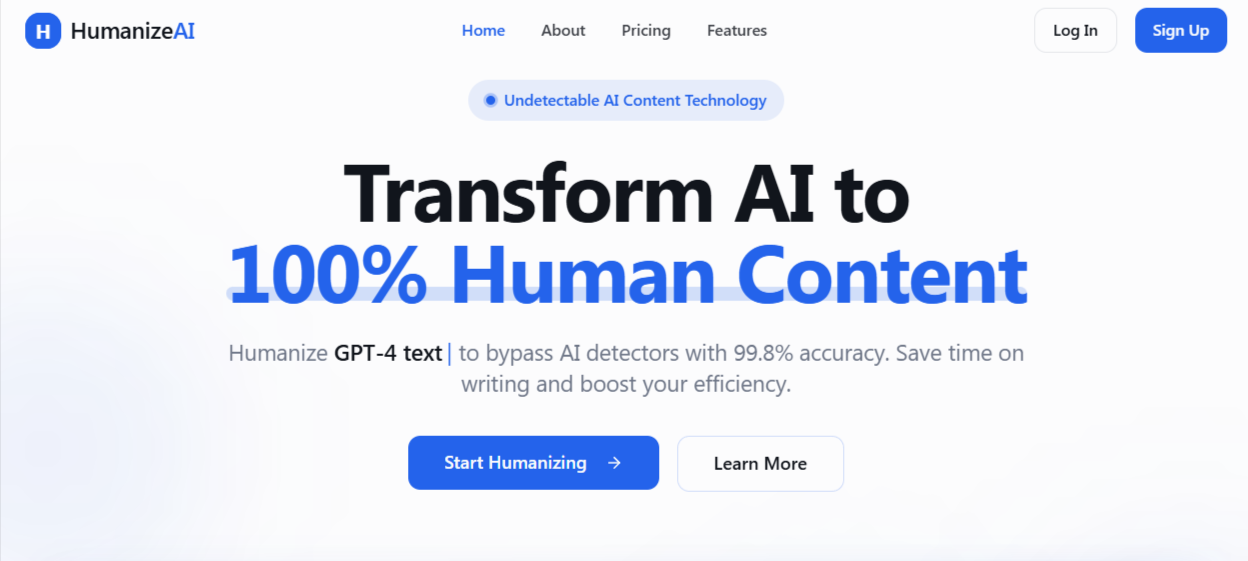 H HumanizeAI
Home About Pricing Features
Log In Sign Up
Undetectable AI Content Technology
Transform AI to
100% Human Content
Humanize GPT-4 text| to bypass AI detectors with 99.8% accuracy. Save time on
writing and boost your efficiency.
Start Humanizing →
Learn More